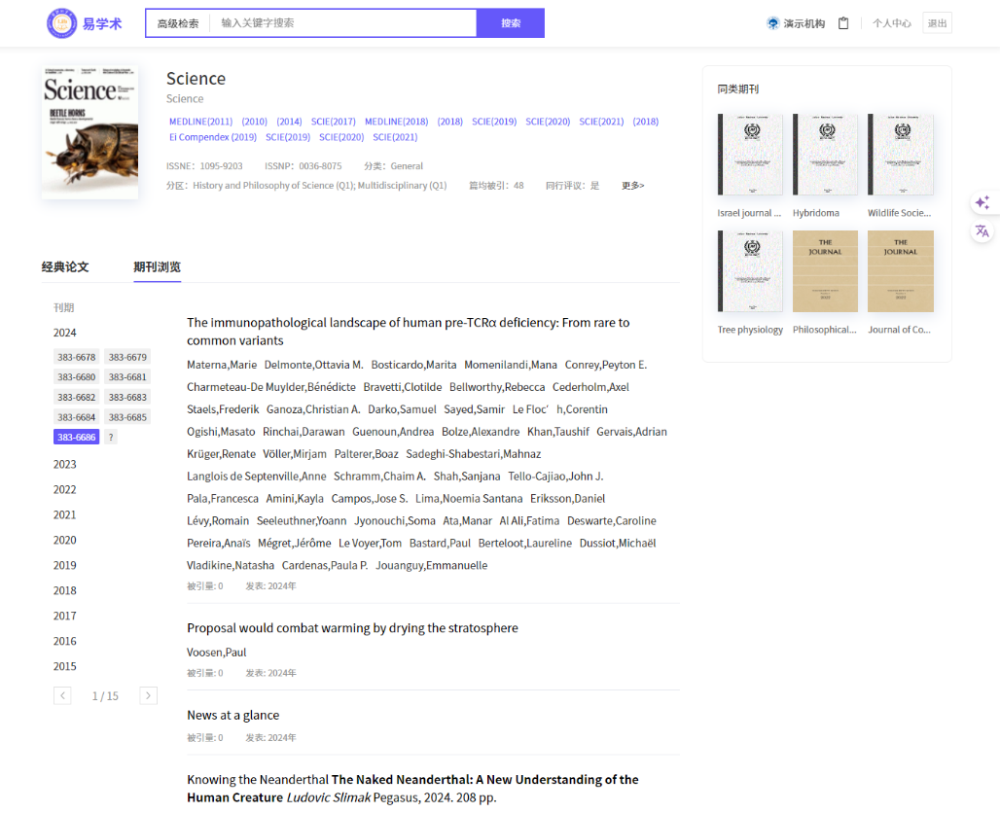 易学术
高级检索 输入关键字搜索 搜索
演示机构 个人中心 退出
Science
BEETLE HORNS
Science
Science
MEDLINE(2011) (2010) (2014) SCIE(2017) MEDLINE(2018) (2018) SCIE(2019) SCIE(2020) SCIE(2021) (2018)
Ei Compendex (2019) SCIE(2019) SCIE(2020) SCIE(2021)
ISSNE: 1095-9203 ISSNP: 0036-8075 分类: General
分区: History and Philosophy of Science (Q1); Multidisciplinary (Q1) 篇均被引: 48 同行评议: 是 更多>
经典论文 期刊浏览
刊期
2024
383-6678 383-6679
383-6680 383-6681
383-6682 383-6683
383-6684 383-6685
383-6686 ?
2023
2022
2021
2020
2019
2018
2017
2016
2015
1 / 15
The immunopathological landscape of human pre-TCRα deficiency: From rare to
common variants
Materna,Marie Delmonte,Ottavia M. Bosticardo,Marita Momenilandi,Mana Conrey,Peyton E.
Charmeteau-De Muylder,Bénédicte Bravetti,Clotilde Bellworthy,Rebecca Cederholm,Axel
Staels,Frederik Ganoza,Christian A. Darko,Samuel Sayed,Samir Le Floc’h,Corentin
Ogishi,Masato Rinchai,Darawan Guenoun,Andrea Bolze,Alexandre Khan,Taushif Gervais,Adrian
Krüger,Renate Völler,Mirjam Palterer,Boaz Sadeghi-Shabestari,Mahnaz
Langlois de Septenville,Anne Schramm,Chaim A. Shah,Sanjana Tello-Cajiao,John J.
Pala,Francesca Amini,Kayla Campos,Jose S. Lima,Noemia Santana Eriksson,Daniel
Lévy,Romain Seeleuthner,Yoann Jyonouchi,Soma Ata,Manar Al Ali,Fatima Deswarte,Caroline
Pereira,Anaïs Mégret,Jérôme Le Voyer,Tom Bastard,Paul Berteloot,Laureline Dussiot,Michaël
Vladikine,Natasha Cardenas,Paula P. Jouanguy,Emmanuelle
被引量: 0 发表: 2024年
Proposal would combat warming by drying the stratosphere
Voosen,Paul
被引量: 0 发表: 2024年
News at a glance
被引量: 0 发表: 2024年
Knowing the Neanderthal The Naked Neanderthal: A New Understanding of the
Human Creature Ludovic Slimak Pegasus, 2024. 208 pp.
同类期刊
Israel journal ... Hybridoma Wildlife Socie...
THE JOURNAL
THE JOURNAL
Tree physiology Philosophical... Journal of Co...